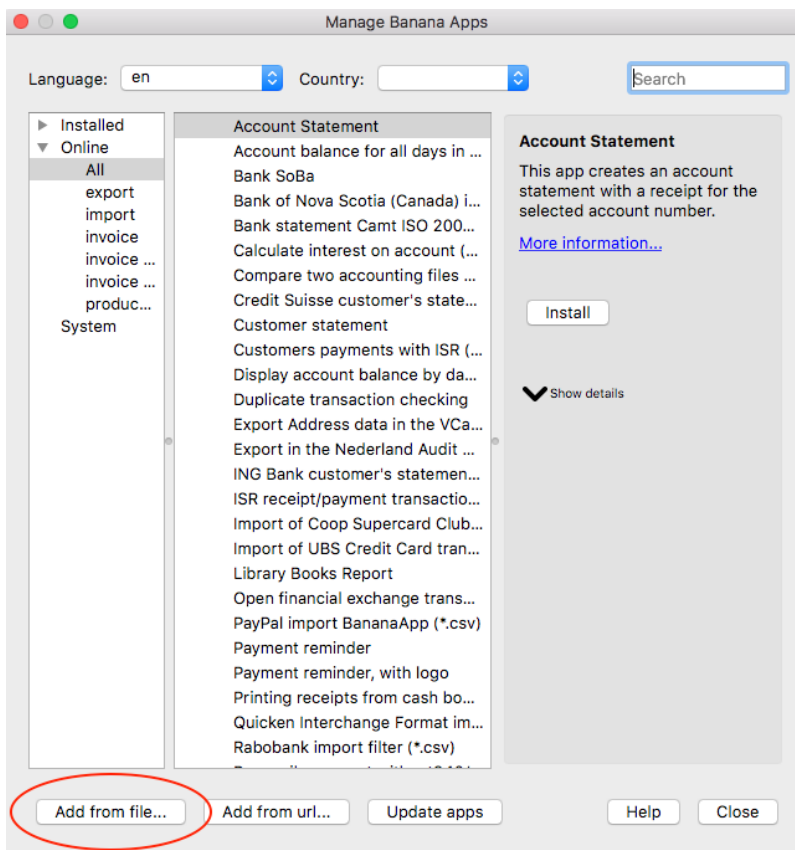 Manage Banana Apps
Language: en Country: Search
Installed
Online
All
export
import
invoice
invoice ...
invoice ...
produc...
System
Account Statement
Account balance for all days in ...
Bank SoBa
Bank of Nova Scotia (Canada) i...
Bank statement Camt ISO 200...
Calculate interest on account (...
Compare two accounting files ...
Credit Suisse customer's state...
Customer statement
Customers payments with ISR (...
Display account balance by da...
Duplicate transaction checking
Export Address data in the VCa...
Export in the Nederland Audit ...
ING Bank customer's statemen...
ISR receipt/payment transactio...
Import of Coop Supercard Club...
Import of UBS Credit Card tran...
Library Books Report
Open financial exchange trans...
PayPal import BananaApp (*.csv)
Payment reminder
Payment reminder, with logo
Printing receipts from cash bo...
Quicken Interchange Format im...
Rabobank import filter (*.csv)
Account Statement
This app creates an account
statement with a receipt for the
selected account number.
More information...
Install
Show details
Add from file... Add from url... Update apps Help Close